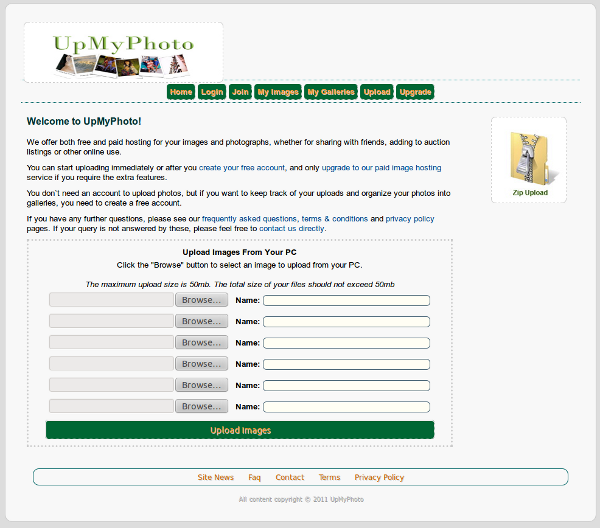 UpMyPhoto
Home Login Join My Images My Galleries Upload Upgrade
Welcome to UpMyPhoto!
We offer both free and paid hosting for your images and photographs, whether for sharing with friends, adding to auction
listings or other online use.
You can start uploading immediately or after you create your free account, and only upgrade to our paid image hosting
service if you require the extra features.
You don't need an account to upload photos, but if you want to keep track of your uploads and organize your photos into
galleries, you need to create a free account.
If you have any further questions, please see our frequently asked questions, terms & conditions and privacy policy
pages. If your query is not answered by these, please feel free to contact us directly.
Zip Upload
Upload Images From Your PC
Click the "Browse" button to select an image to upload from your PC.
The maximum upload size is 50mb. The total size of your files should not exceed 50mb
Browse... Name:
Browse... Name:
Browse... Name:
Browse... Name:
Browse... Name:
Browse... Name:
Upload Images
Site News Faq Contact Terms Privacy Policy
All content copyright © 2011 UpMyPhoto